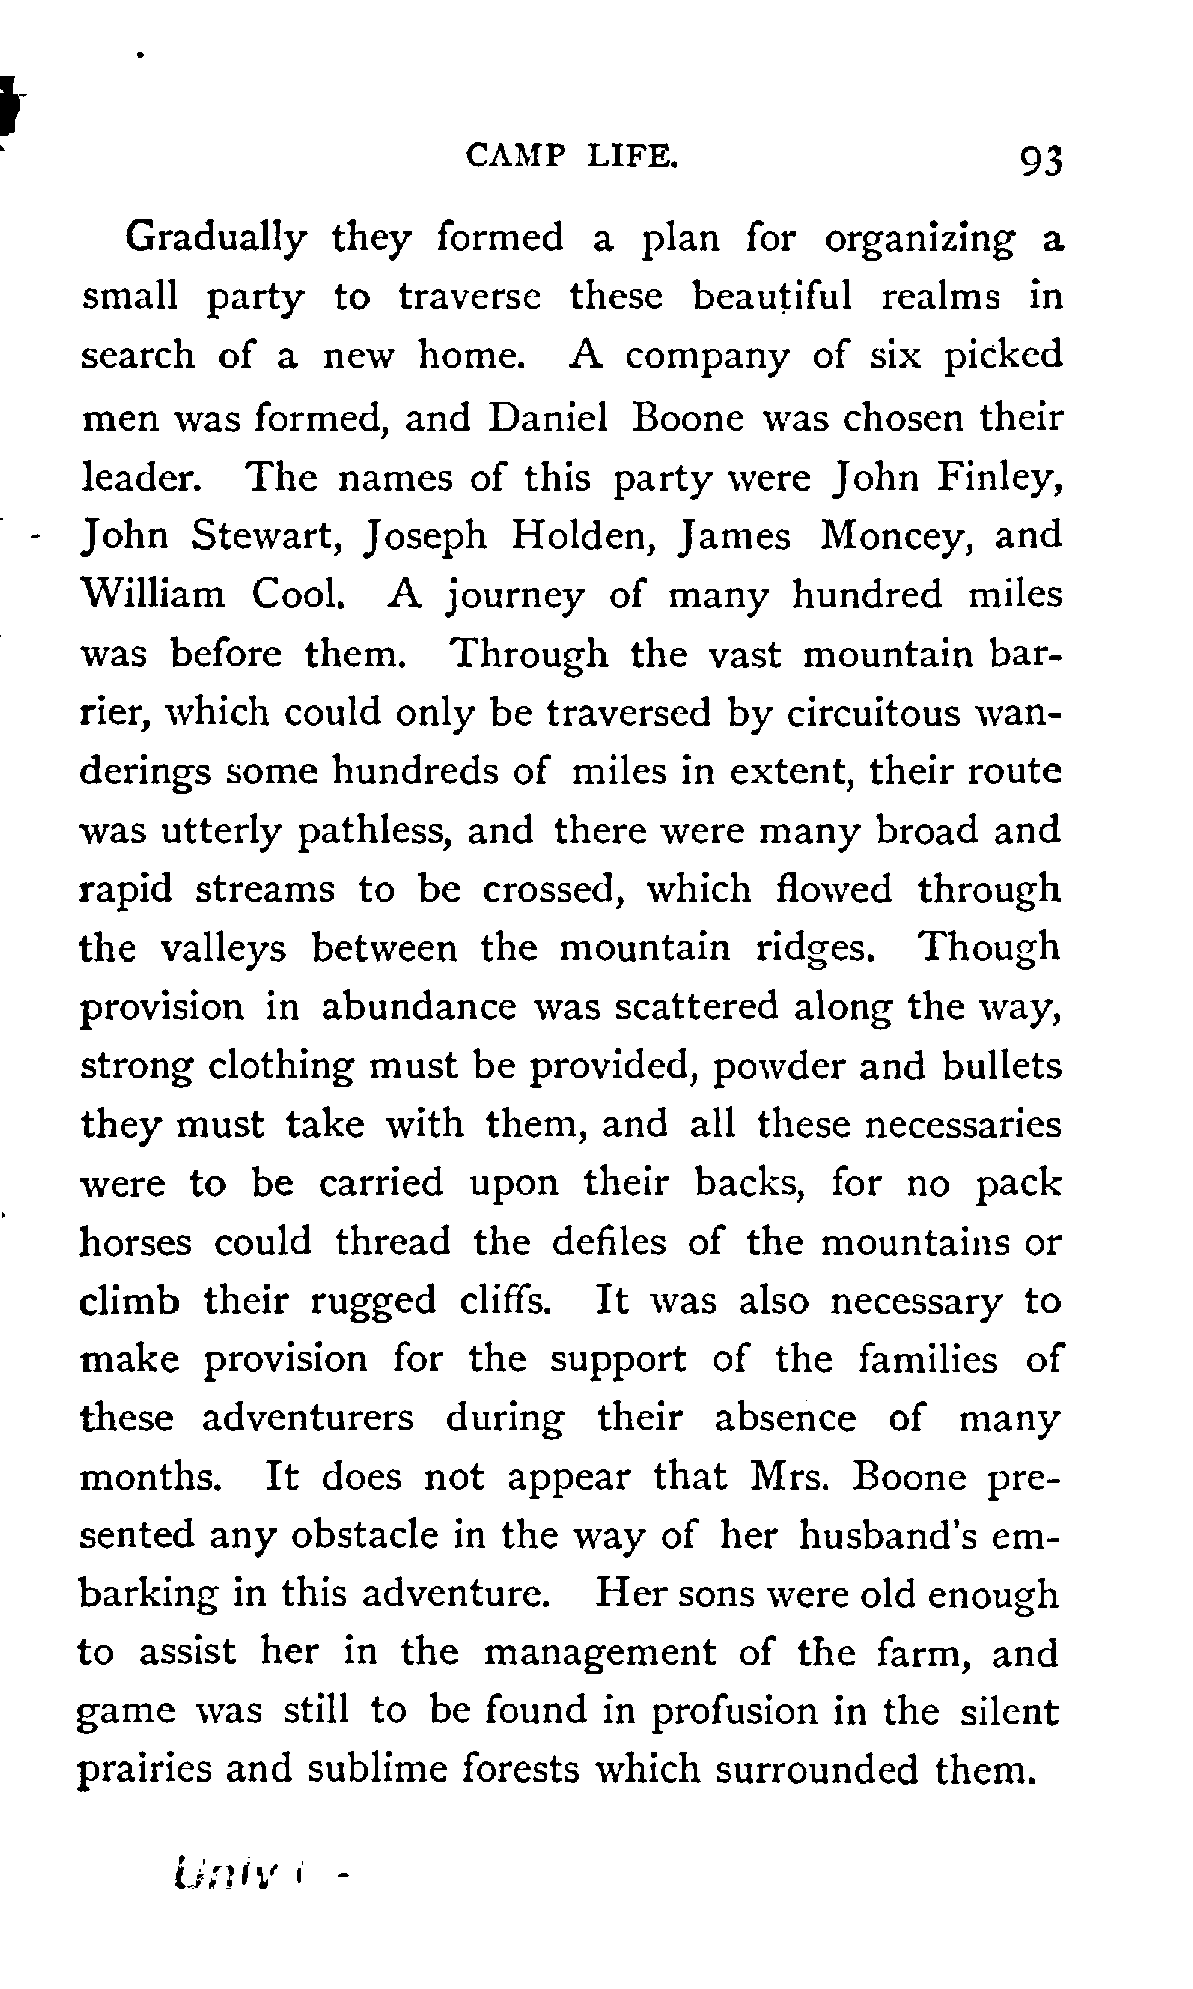 CAMP LIFE. 93
Gradually they formed a plan for organizing a
small party to traverse these beautiful realms in
search of a new home. A company of six picked
men was formed, and Daniel Boone was chosen their
leader. The names of this party were John Finley,
John Stewart, Joseph Holden, James Moncey, and
William Cool. A journey of many hundred miles
was before them. Through the vast mountain bar-
rier, which could only be traversed by circuitous wan-
derings some hundreds of miles in extent, their route
was utterly pathless, and there were many broad and
rapid streams to be crossed, which flowed through
the valleys between the mountain ridges. Though
provision in abundance was scattered along the way,
strong clothing must be provided, powder and bullets
they must take with them, and all these necessaries
were to be carried upon their backs, for no pack
horses could thread the defiles of the mountains or
climb their rugged cliffs. It was also necessary to
make provision for the support of the families of
these adventurers during their absence of many
months. It does not appear that Mrs. Boone pre-
sented any obstacle in the way of her husband's em-
barking in this adventure. Her sons were old enough
to assist her in the management of the farm, and
game was still to be found in profusion in the silent
prairies and sublime forests which surrounded them.